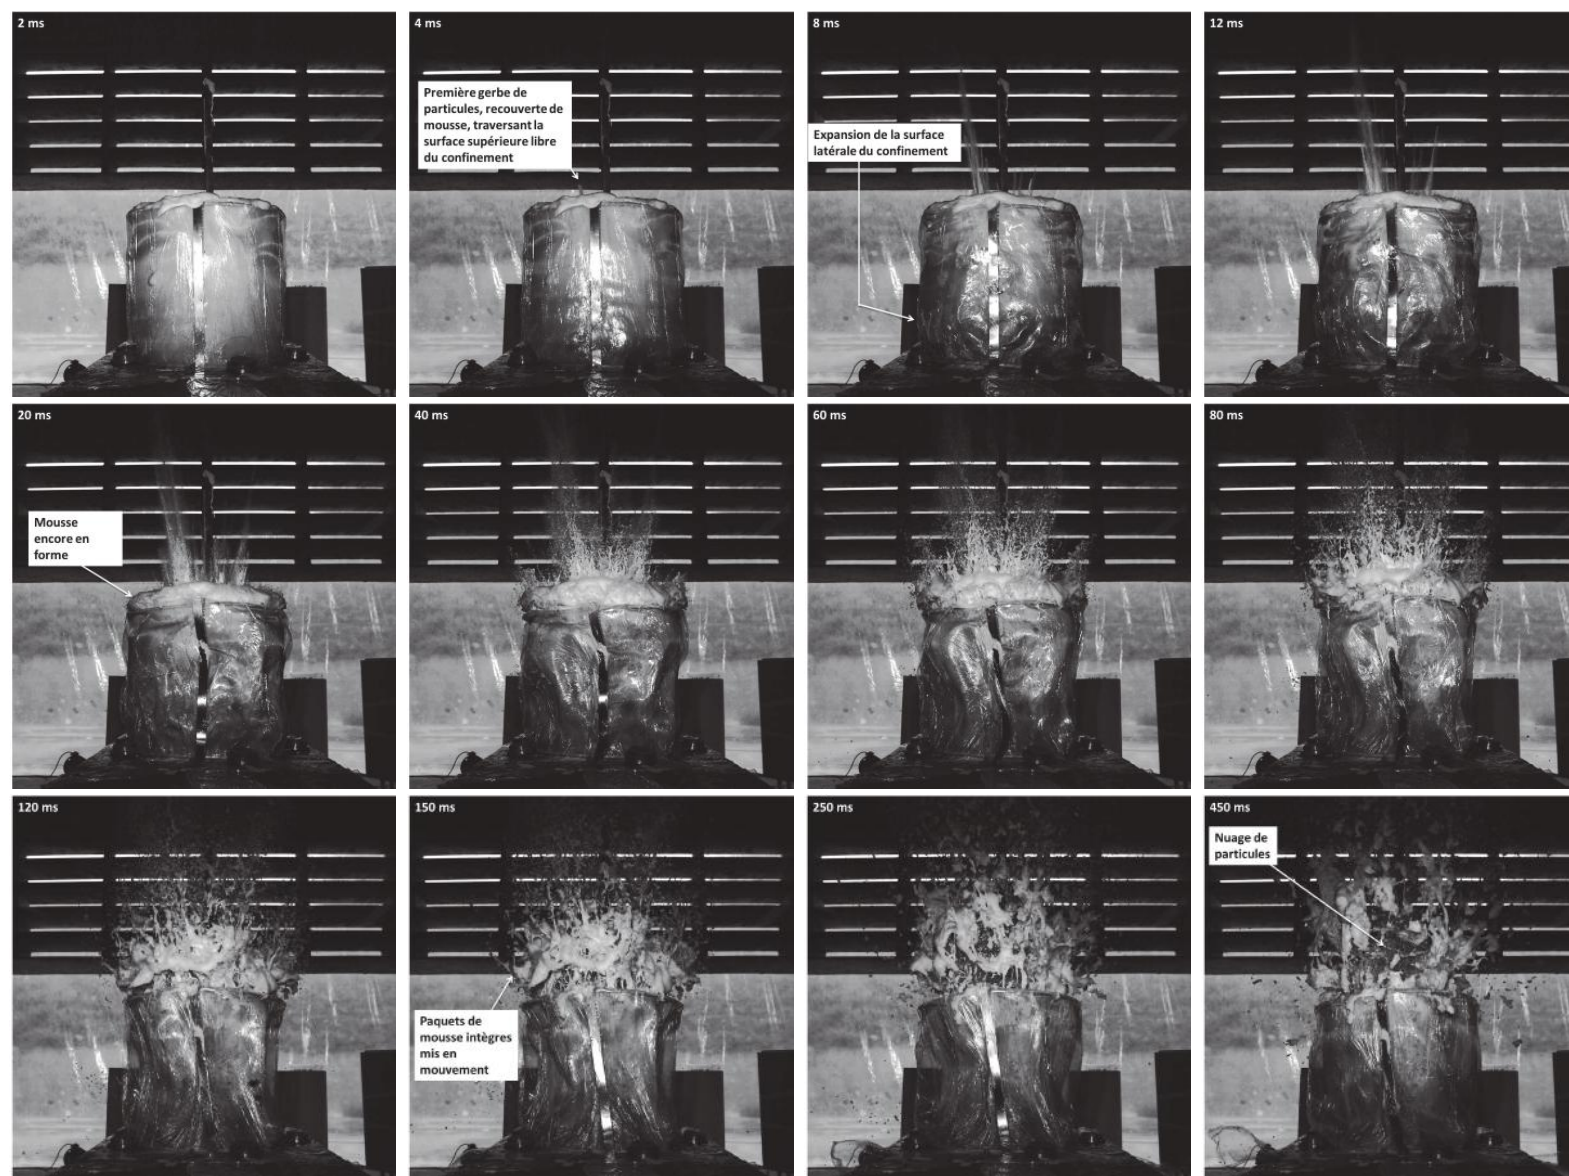 2 ms
4 ms
Première gerbe de
particules, recouverte de
mousse, traversant la
surface supérieure libre
du confinement
8 ms
Expansion de la surface
latérale du confinement
12 ms
20 ms
Mousse
encore en
forme
40 ms
60 ms
80 ms
120 ms
150 ms
Paquets de
mousse intègres
mis en
mouvement
250 ms
450 ms
Nuage de
particules